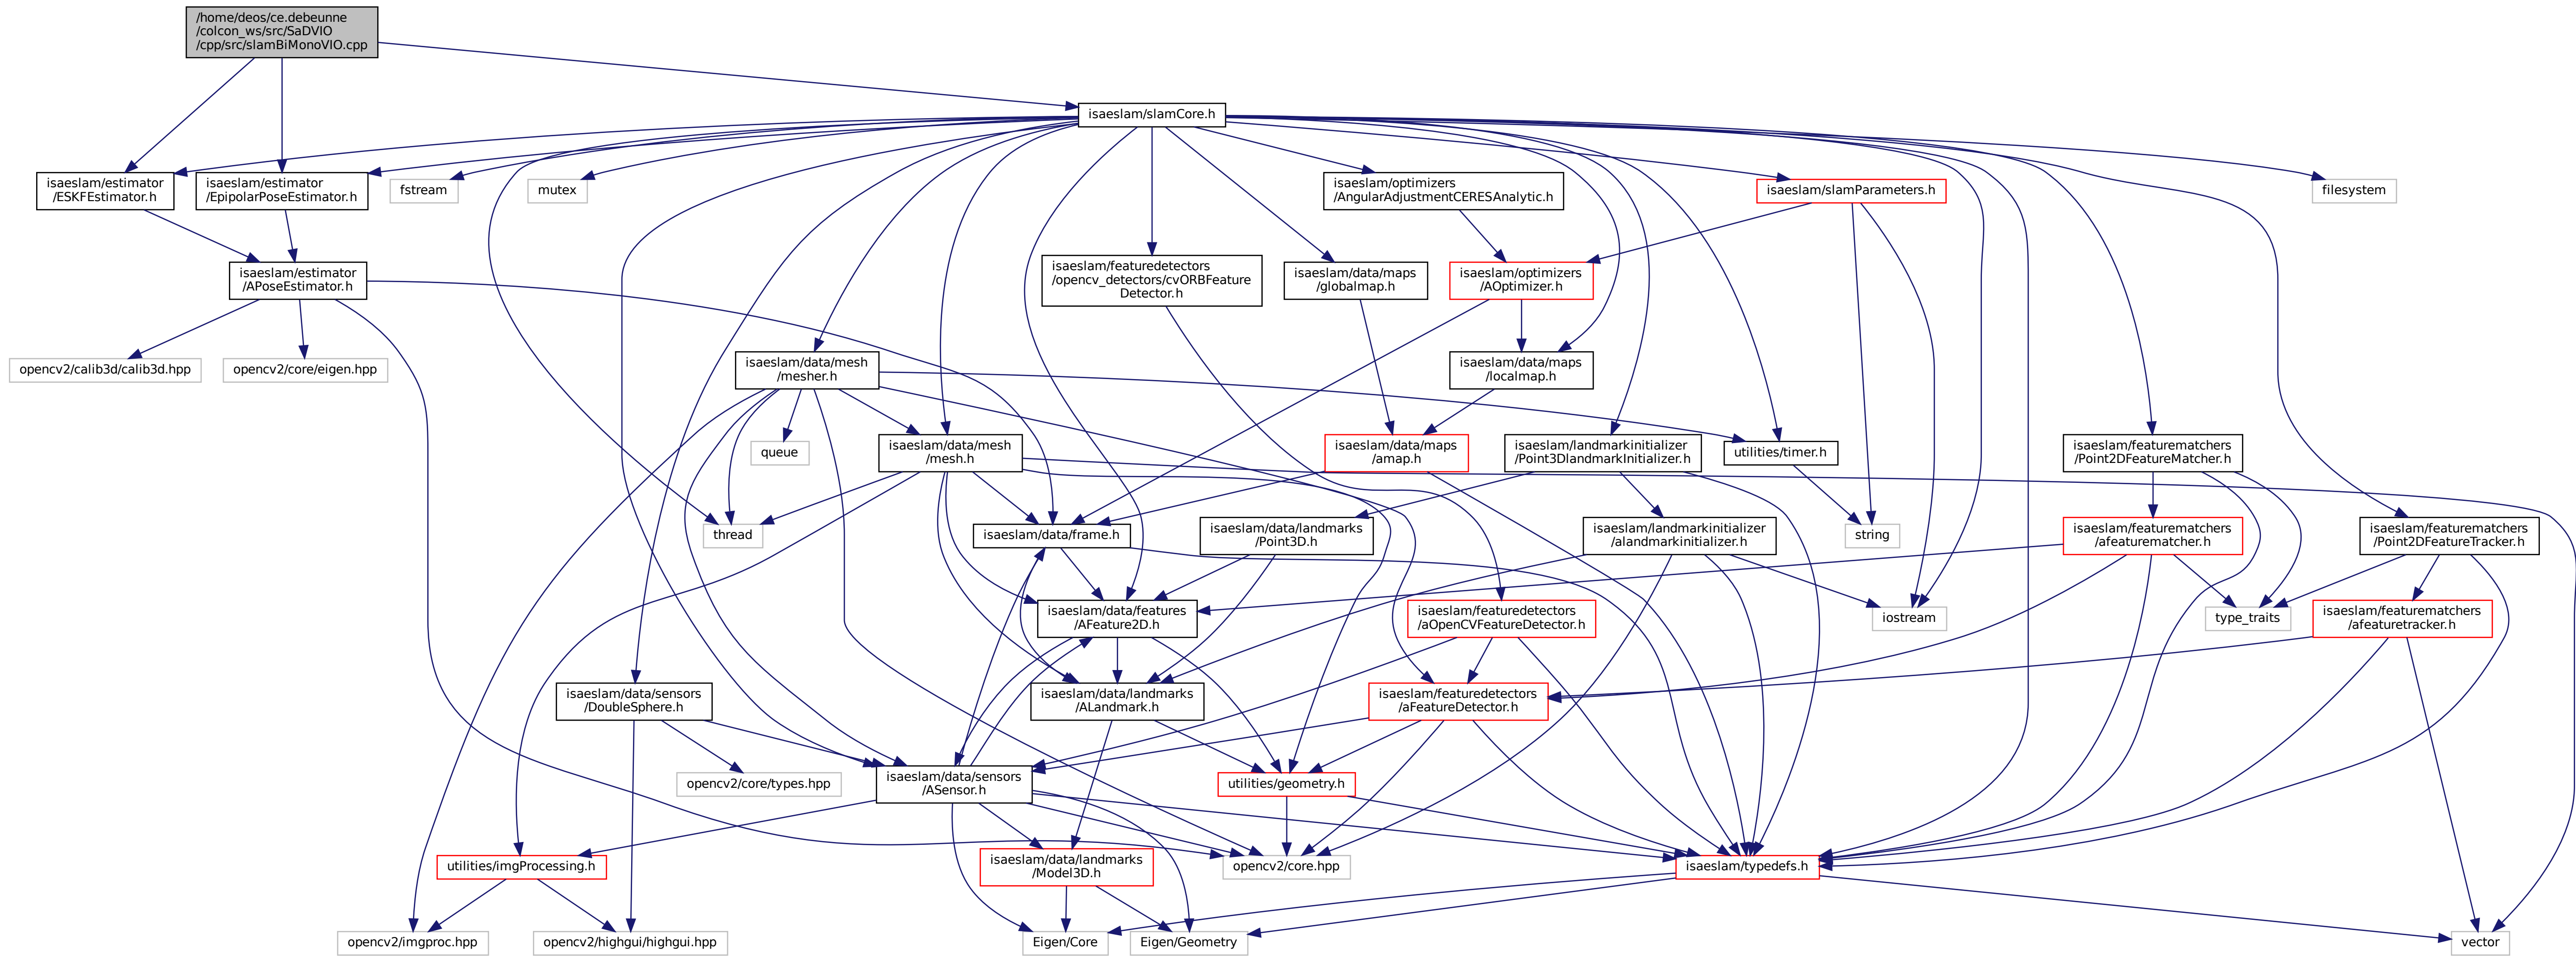 /home/deos/ce.debeunne
/colcon_ws/src/SaDVIO
/cpp/src/slamBiMonoVIO.cpp
isaeslam/slamCore.h
isaeslam/estimator
/ESKFEstimator.h
isaeslam/estimator
/EpipolarPoseEstimator.h
fstream
mutex
isaeslam/optimizers
/AngularAdjustmentCERESAnalytic.h
isaeslam/slamParameters.h
filesystem
isaeslam/estimator
/APoseEstimator.h
isaeslam/featuredetectors
/opencv_detectors/cvORBFeature
Detector.h
isaeslam/data/maps
/globalmap.h
isaeslam/optimizers
/AOptimizer.h
opencv2/calib3d/calib3d.hpp
opencv2/core/eigen.hpp
isaeslam/data/mesh
/mesher.h
isaeslam/data/maps
/localmap.h
queue
isaeslam/data/mesh
/mesh.h
isaeslam/data/maps
/amap.h
isaeslam/landmarkinitializer
/Point3DlandmarkInitializer.h
utilities/timer.h
isaeslam/featurematchers
/Point2DFeatureMatcher.h
thread
isaeslam/data/frame.h
isaeslam/data/landmarks
/Point3D.h
isaeslam/landmarkinitializer
/alandmarkinitializer.h
string
isaeslam/featurematchers
/afeaturematcher.h
isaeslam/featurematchers
/Point2DFeatureTracker.h
isaeslam/data/features
/AFeature2D.h
isaeslam/featuredetectors
/aOpenCVFeatureDetector.h
iostream
type_traits
isaeslam/featurematchers
/afeaturetracker.h
isaeslam/data/sensors
/DoubleSphere.h
isaeslam/data/landmarks
/ALandmark.h
isaeslam/featuredetectors
/aFeatureDetector.h
opencv2/core/types.hpp
isaeslam/data/sensors
/ASensor.h
utilities/geometry.h
utilities/imgProcessing.h
isaeslam/data/landmarks
/Model3D.h
opencv2/core.hpp
isaeslam/typedefs.h
opencv2/imgproc.hpp
opencv2/highgui/highgui.hpp
Eigen/Core
Eigen/Geometry
vector